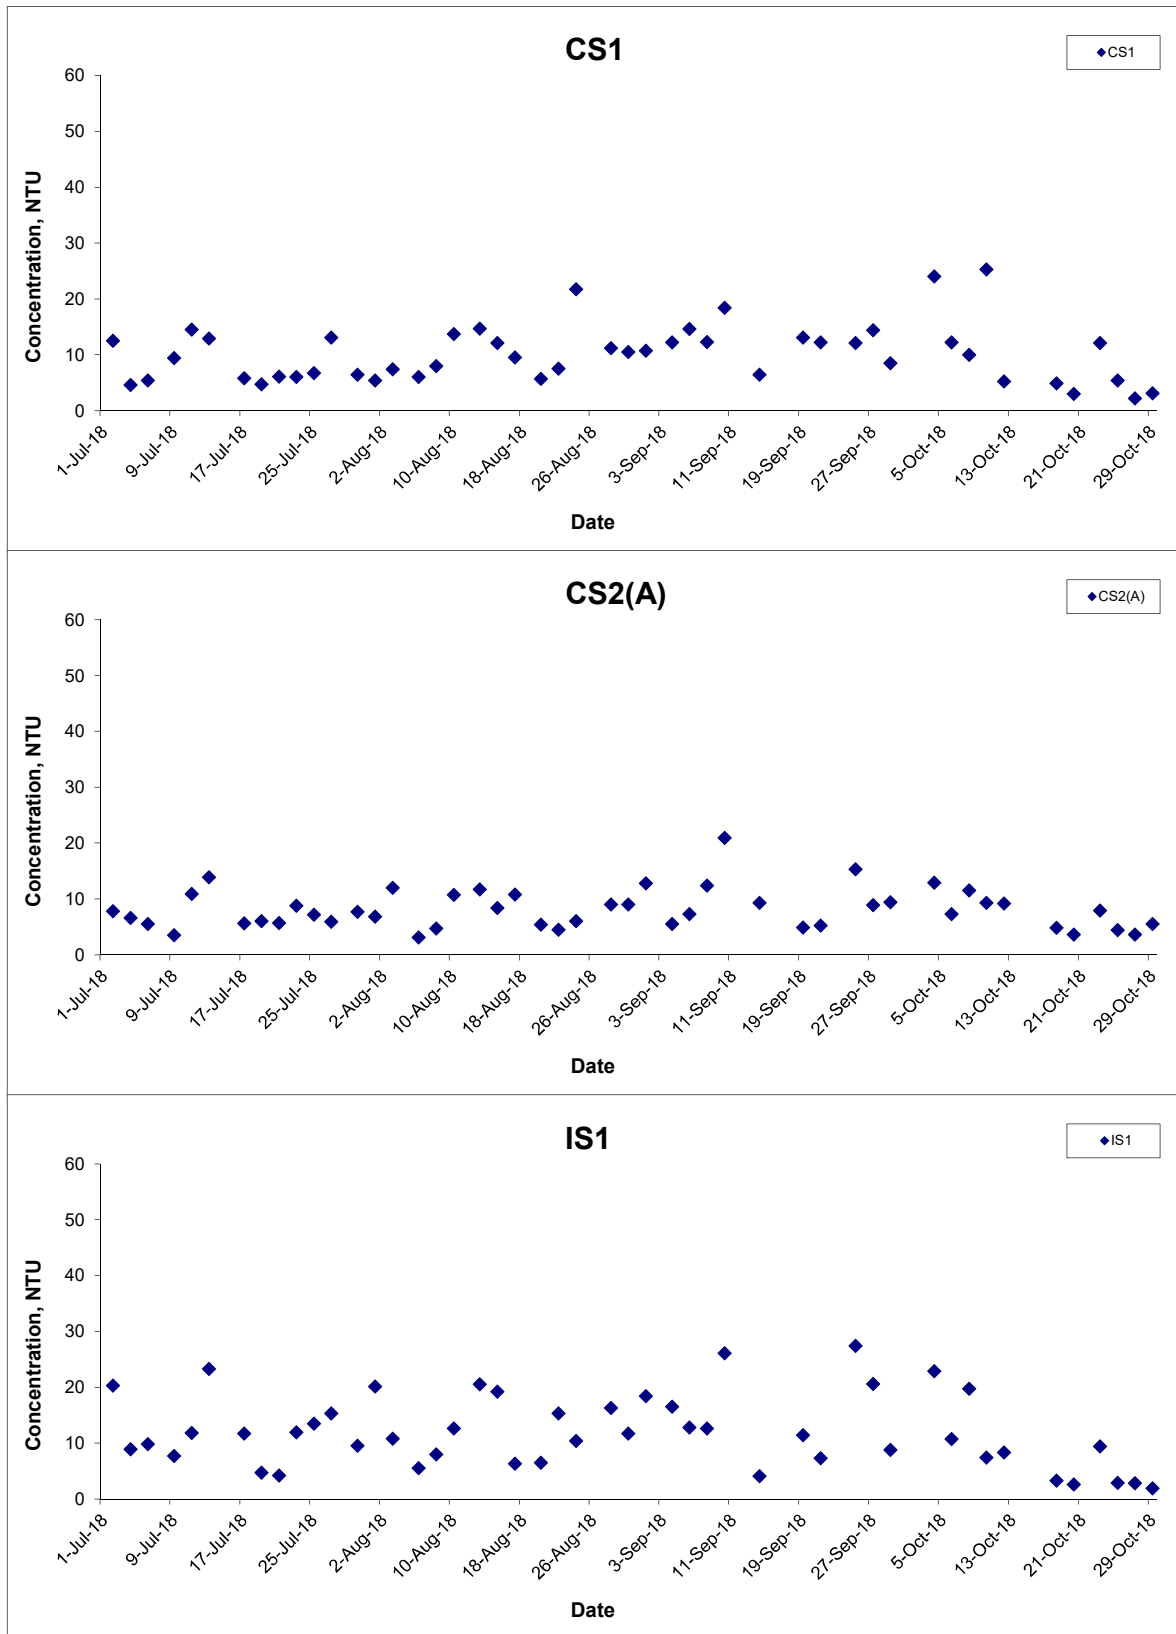 CS1
CS1
60
50
40
30
20
10
0
Concentration, NTU
1-Jul-18
9-Jul-18
17-Jul-18
25-Jul-18
2-Aug-18
10-Aug-18
18-Aug-18
26-Aug-18
3-Sep-18
11-Sep-18
19-Sep-18
27-Sep-18
5-Oct-18
13-Oct-18
21-Oct-18
29-Oct-18
Date
CS2(A)
CS2(A)
60
50
40
30
20
10
0
Concentration, NTU
1-Jul-18
9-Jul-18
17-Jul-18
25-Jul-18
2-Aug-18
10-Aug-18
18-Aug-18
26-Aug-18
3-Sep-18
11-Sep-18
19-Sep-18
27-Sep-18
5-Oct-18
13-Oct-18
21-Oct-18
29-Oct-18
Date
IS1
IS1
60
50
40
30
20
10
0
Concentration, NTU
1-Jul-18
9-Jul-18
17-Jul-18
25-Jul-18
2-Aug-18
10-Aug-18
18-Aug-18
26-Aug-18
3-Sep-18
11-Sep-18
19-Sep-18
27-Sep-18
5-Oct-18
13-Oct-18
21-Oct-18
29-Oct-18
Date